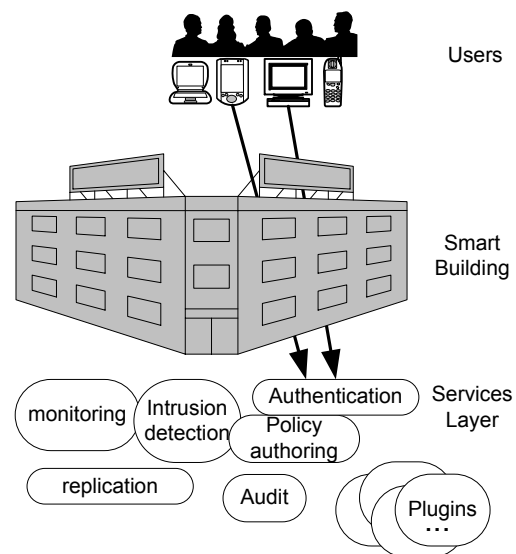 Users
Smart
Building
Services
Layer
Authentication
monitoring
Intrusion
detection
Policy
authoring
replication
Audit
Plugins
...